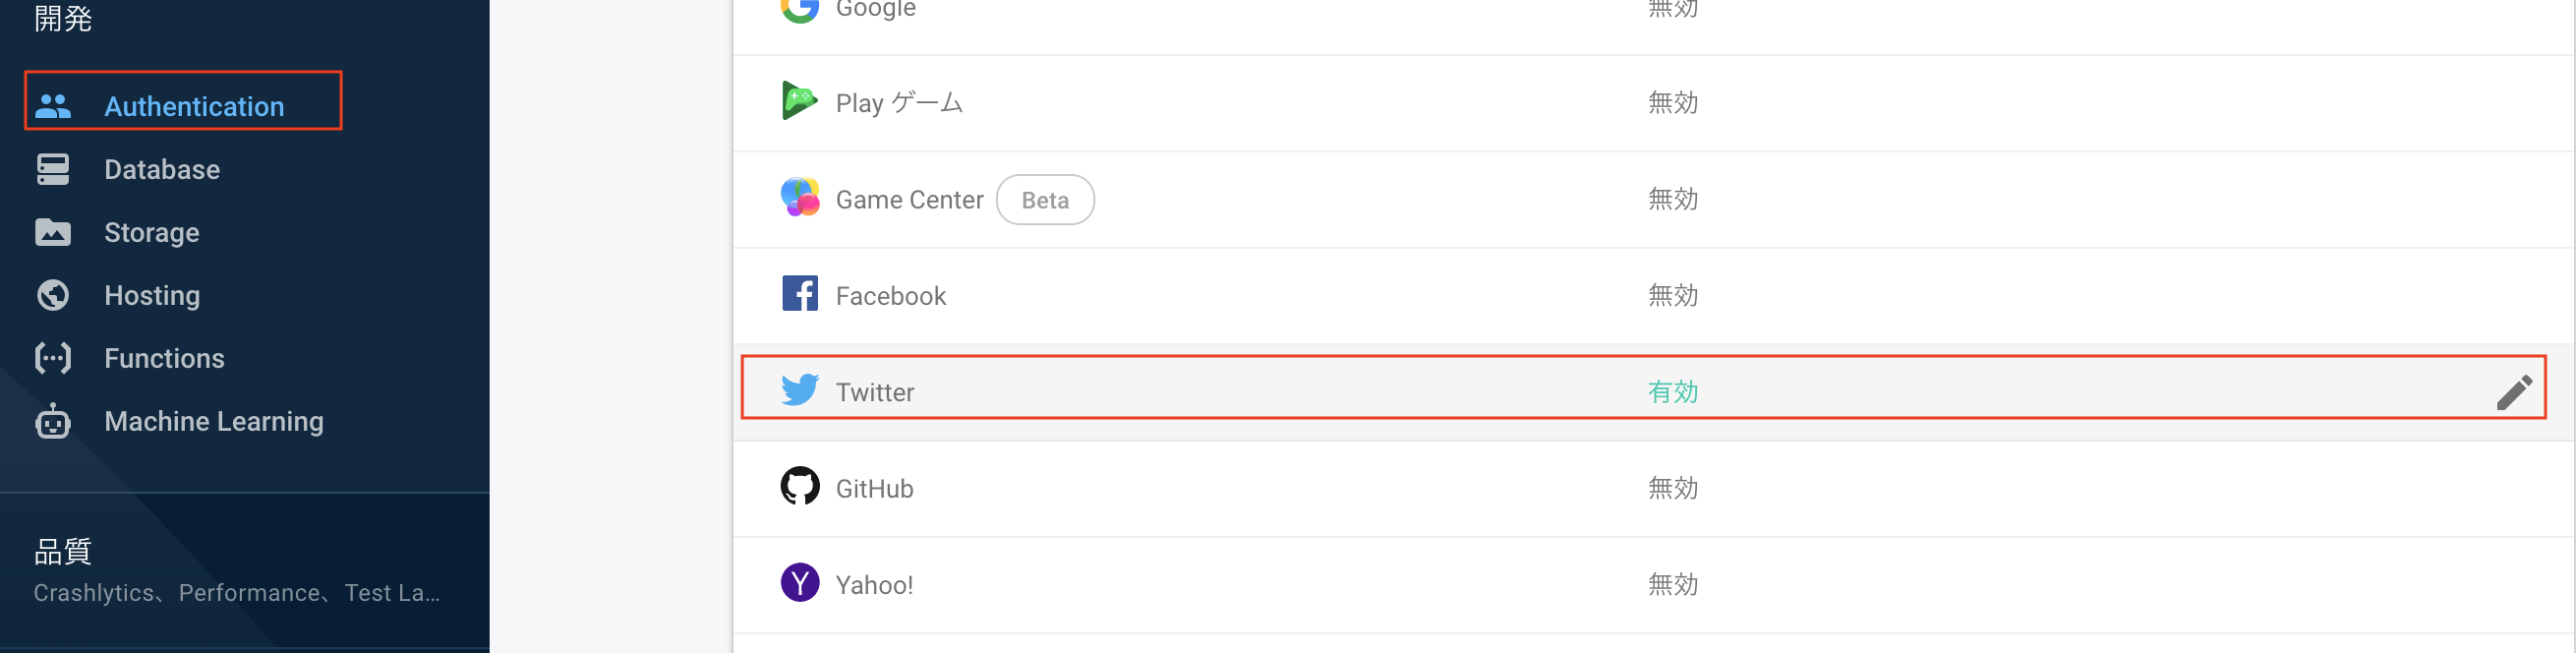 開発
Authentication
Database
Storage
Hosting
Functions
Machine Learning
品質
Crashlytics、Performance、Test La...
Google 無効
Play ゲーム 無効
Game Center Beta 無効
Facebook 無効
Twitter 有効
GitHub 無効
Yahoo! 無効